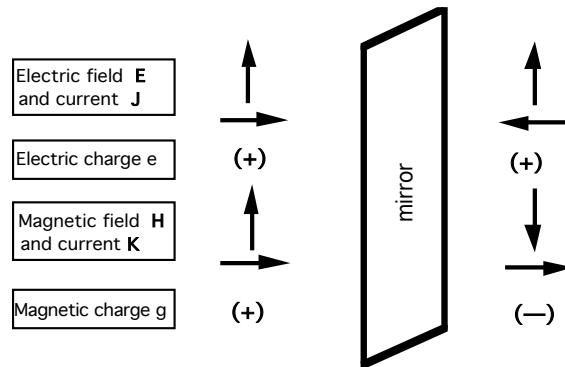 Electric field E
and current J
Electric charge e
(+)
(+)
Magnetic field H
and current K
mirror
Magnetic charge g
(+)
(—)